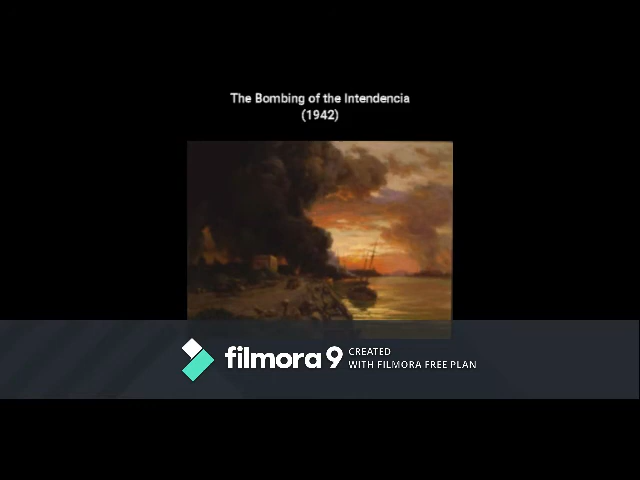 The Bombing of the Intendencia
(1942)
filmora 9 CREATED
WITH FILMORA FREE PLAN